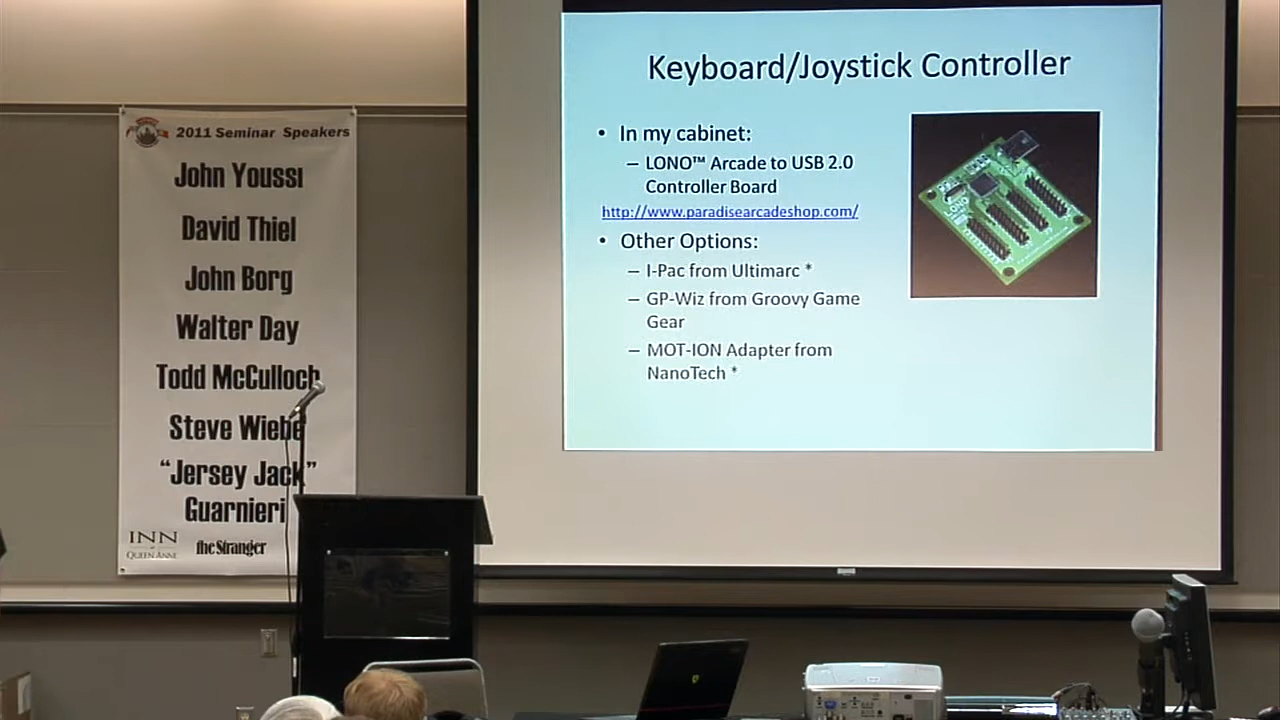 2011 Seminar Speakers
John Youssi
David Thiel
John Borg
Walter Day
Todd McCulloch
Steve Wiebe
“Jersey Jack”
Guarnieri
INN
at
QUEEN ANNE
the Stranger
Keyboard/Joystick Controller
• In my cabinet:
– LONO™ Arcade to USB 2.0
Controller Board
http://www.paradisearcadeshop.com/
• Other Options:
– I-Pac from Ultimarc *
– GP-Wiz from Groovy Game
Gear
– MOT-ION Adapter from
NanoTech *
LONO